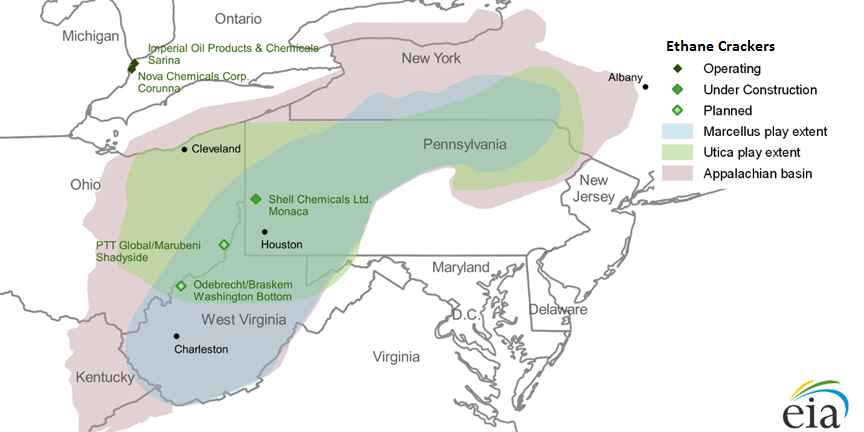 Ontario
Michigan
Imperial Oil Products & Chemicals
Sarina
Nova Chemicals Corp.
Corunna
New York
Albany
Ethane Crackers
Operating
Under Construction
Planned
Marcellus play extent
Utica play extent
Appalachian basin
Cleveland
Pennsylvania
Ohio
New
Jersey
Shell Chemicals Ltd.
Monaca
Houston
PTT Global/Marubeni
Shadyside
Maryland
Odebrecht/Braskem
Washington Bottom
West Virginia
D.C.
Delaware
Charleston
Virginia
Kentucky
eia